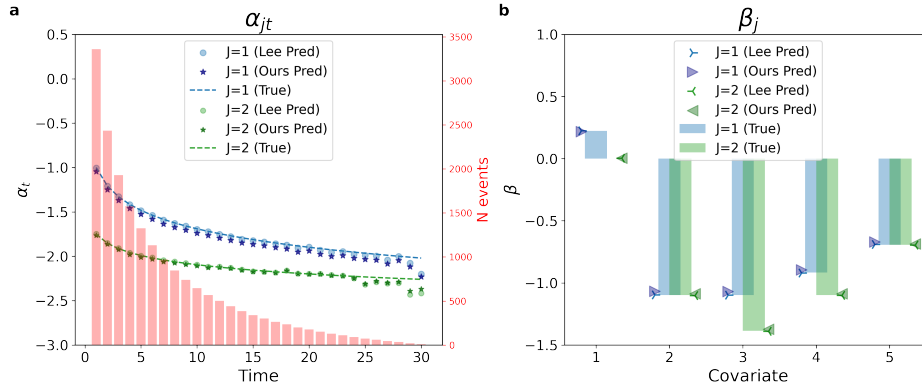 a
α_jt
0.5
0.0
−0.5
−1.0
−1.5
−2.0
−2.5
−3.0
α_t
0
5
10
15
20
25
30
Time
3500
3000
2500
2000
1500
1000
500
0
N events
J=1 (Lee Pred)
J=1 (Ours Pred)
J=1 (True)
J=2 (Lee Pred)
J=2 (Ours Pred)
J=2 (True)
b
β_j
1.0
0.5
0.0
−0.5
−1.0
−1.5
β
1
2
3
4
5
Covariate
J=1 (Lee Pred)
J=1 (Ours Pred)
J=2 (Lee Pred)
J=2 (Ours Pred)
J=1 (True)
J=2 (True)